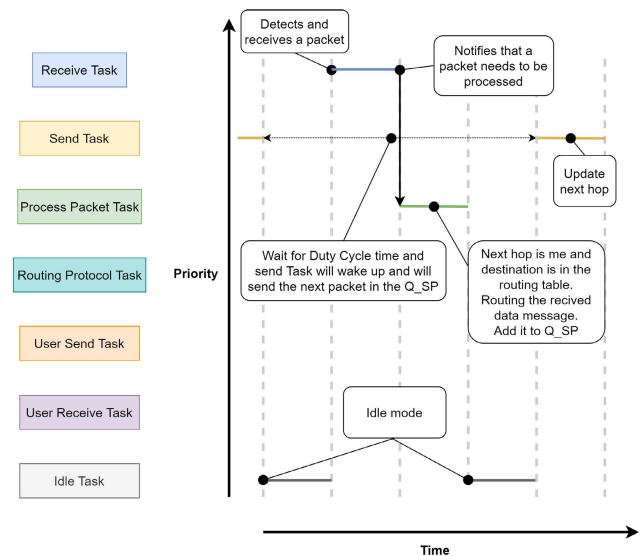 Detects and
receives a packet
Receive Task
Notifies that a
packet needs to be
processed
Send Task
Update
next hop
Process Packet Task
Wait for Duty Cycle time and
send Task will wake up and will
send the next packet in the Q_SP
Next hop is me and
destination is in the
routing table.
Routing the recived
data message.
Add it to Q_SP
Routing Protocol Task
Priority
User Send Task
User Receive Task
Idle mode
Idle Task
Time